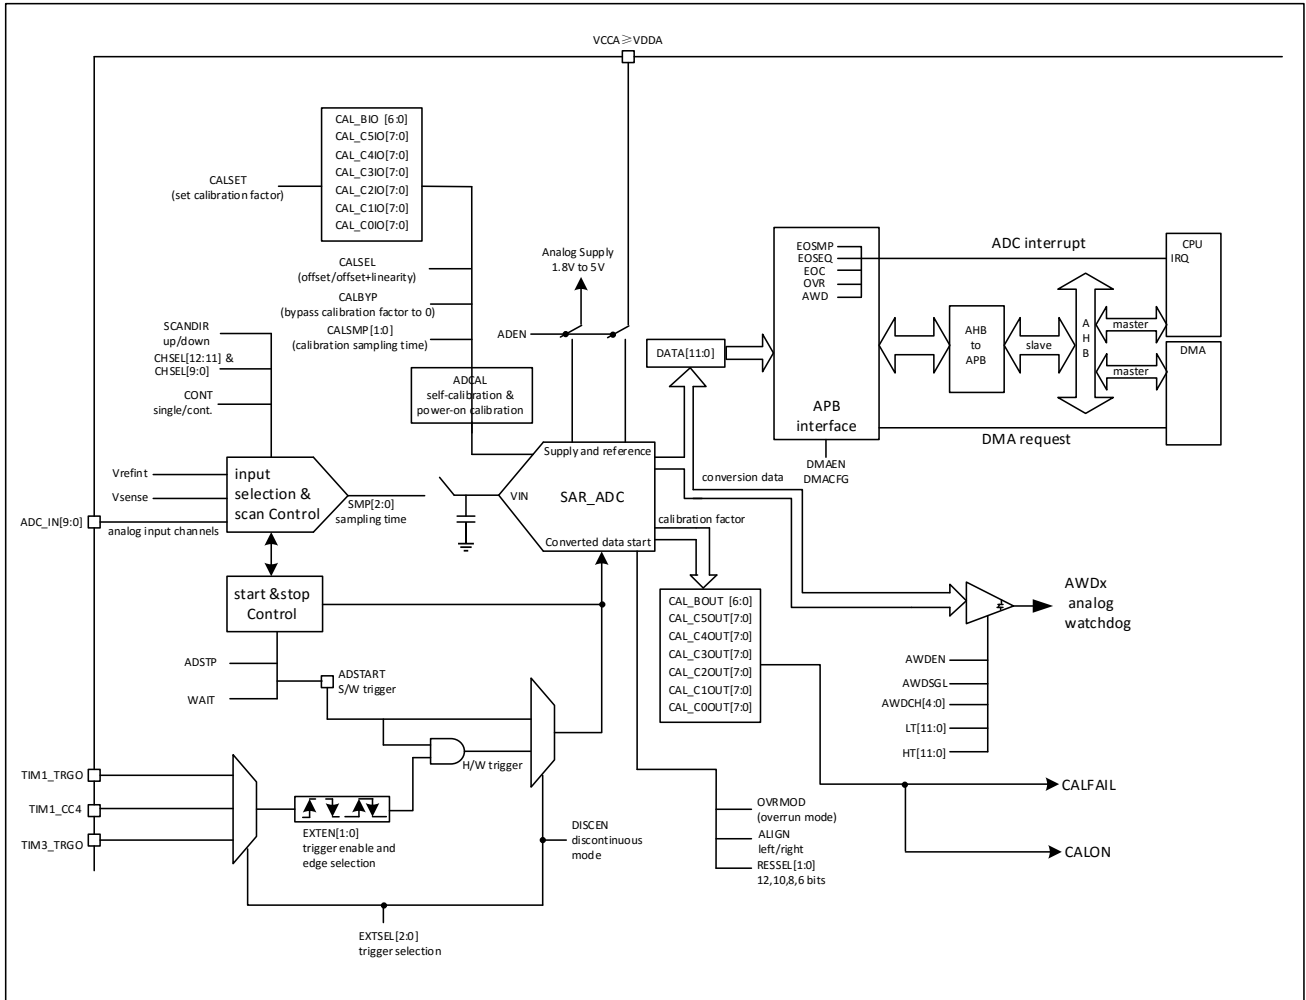 VCCA≥VDDA
CAL_BIO [6:0]
CAL_C5IO[7:0]
CAL_C4IO[7:0]
CAL_C3IO[7:0]
CAL_C2IO[7:0]
CAL_C1IO[7:0]
CAL_C0IO[7:0]
CALSET
(set calibration factor)
CALSEL
(offset/offset+linearity)
CALBYP
(bypass calibration factor to 0)
CALSMP[1:0]
(calibration sampling time)
Analog Supply
1.8V to 5V
ADEN
SCANDIR
up/down
CHSEL[12:11] &
CHSEL[9:0]
CONT
single/cont.
ADCAL
self-calibration &
power-on calibration
DATA[11:0]
EOSMP
EOSEQ
EOC
OVR
AWD
APB
interface
DMAEN
DMACFG
ADC interrupt
CPU
IRQ
AHB
to
APB
slave
A
H
B
master
DMA
master
DMA request
Vrefint
Vsense
ADC_IN[9:0]
analog input channels
input
selection &
scan Control
SMP[2:0]
sampling time
VIN
Supply and reference
SAR_ADC
Converted data start
conversion data
calibration factor
start &stop
Control
ADSTP
WAIT
ADSTART
S/W trigger
H/W trigger
CAL_BOUT [6:0]
CAL_C5OUT[7:0]
CAL_C4OUT[7:0]
CAL_C3OUT[7:0]
CAL_C2OUT[7:0]
CAL_C1OUT[7:0]
CAL_C0OUT[7:0]
AWDx
analog
watchdog
AWDEN
AWDSGL
AWDCH[4:0]
LT[11:0]
HT[11:0]
TIM1_TRGO
TIM1_CC4
TIM3_TRGO
EXTEN[1:0]
trigger enable and
edge selection
DISCEN
discontinuous
mode
OVRMOD
(overrun mode)
ALIGN
left/right
RESSEL[1:0]
12,10,8,6 bits
CALFAIL
CALON
EXTSEL[2:0]
trigger selection